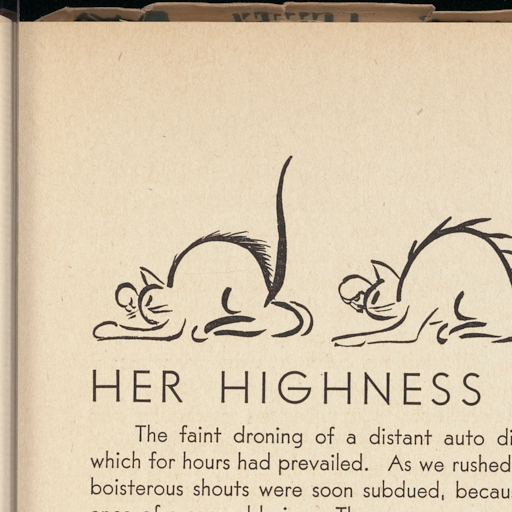 HER HIGHNESS
The faint droning of a distant auto di
which for hours had prevailed. As we rushed
boisterous shouts were soon subdued, becau